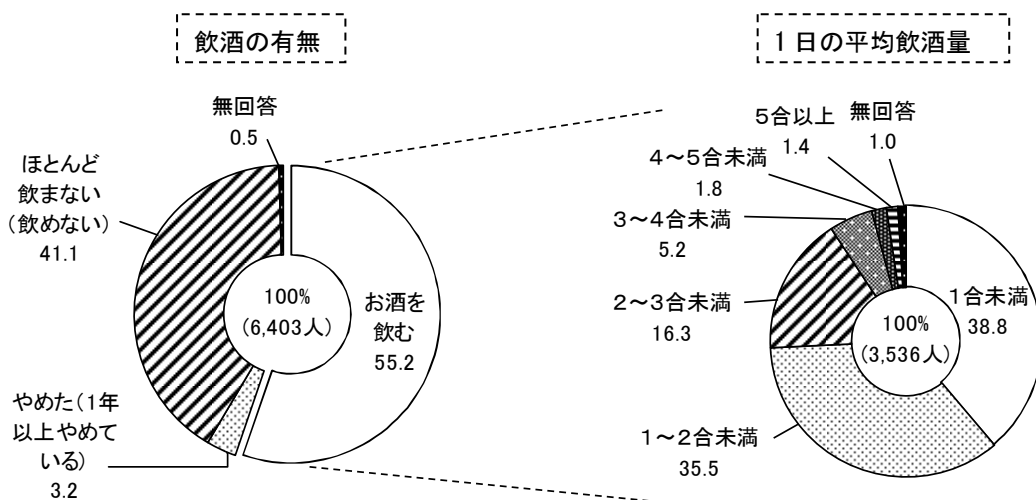 飲酒の有無
無回答
0.5
ほとんど
飲まない
(飲めない)
41.1
100%
(6,403人)
お酒を
飲む
55.2
やめた(1年
以上やめて
いる)
3.2
1日の平均飲酒量
5合以上
1.4
無回答
1.0
4~5合未満
1.8
3~4合未満
5.2
2~3合未満
16.3
100%
(3,536人)
1合未満
38.8
1~2合未満
35.5